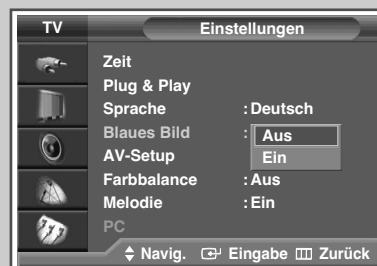 TV
Einstellungen
Zeit
Plug & Play
Sprache : Deutsch
Blaues Bild : Aus
Ein
AV-Setup
Farbbalance : Aus
Melodie : Ein
PC
Navig. Eingabe Zurück